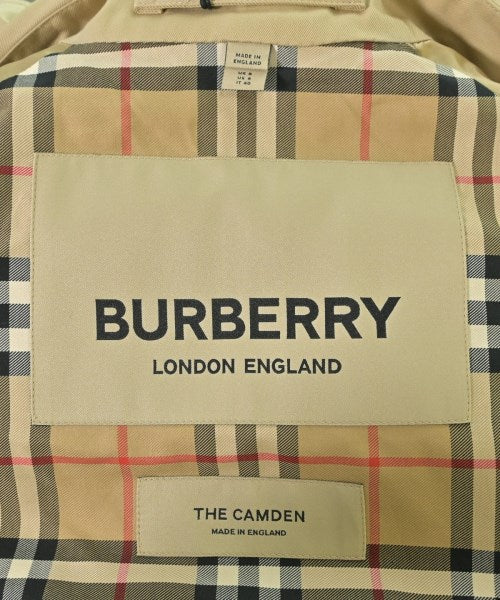 MADE IN
ENGLAND
BURBERRY
LONDON ENGLAND
THE CAMDEN
MADE IN ENGLAND